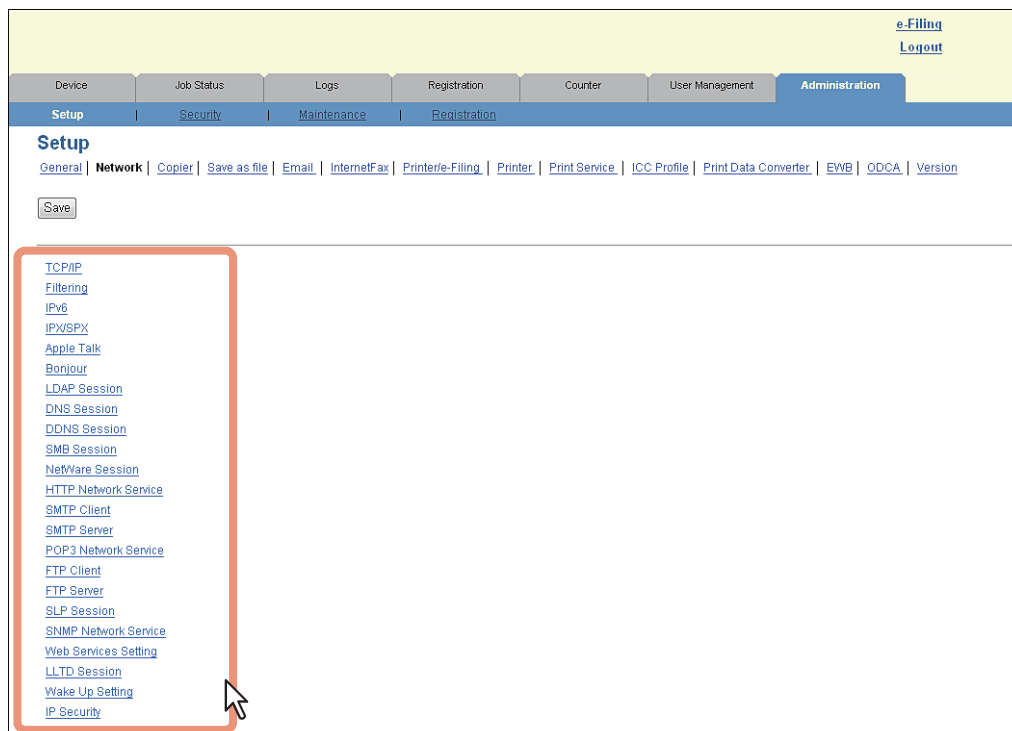 e-Filing
Logout
Device Job Status Logs Registration Counter User Management Administration
Setup | Security | Maintenance | Registration
Setup
General | Network | Copier | Save as file | Email | InternetFax | Printer/e-Filing | Printer | Print Service | ICC Profile | Print Data Converter | EWB | ODCA | Version
Save
TCP/IP
Filtering
IPv6
IPX/SPX
Apple Talk
Bonjour
LDAP Session
DNS Session
DDNS Session
SMB Session
NetWare Session
HTTP Network Service
SMTP Client
SMTP Server
POP3 Network Service
FTP Client
FTP Server
SLP Session
SNMP Network Service
Web Services Setting
LLTD Session
Wake Up Setting
IP Security